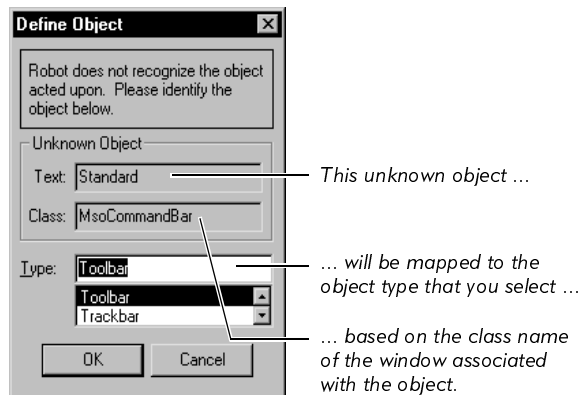 Define Object
Robot does not recognize the object
acted upon.  Please identify the
object below.
Unknown Object
Text: Standard
This unknown object ...
Class: MsoCommandBar
Type: Toolbar
... will be mapped to the
object type that you select ...
Toolbar
Trackbar
... based on the class name
of the window associated
with the object.
OK Cancel